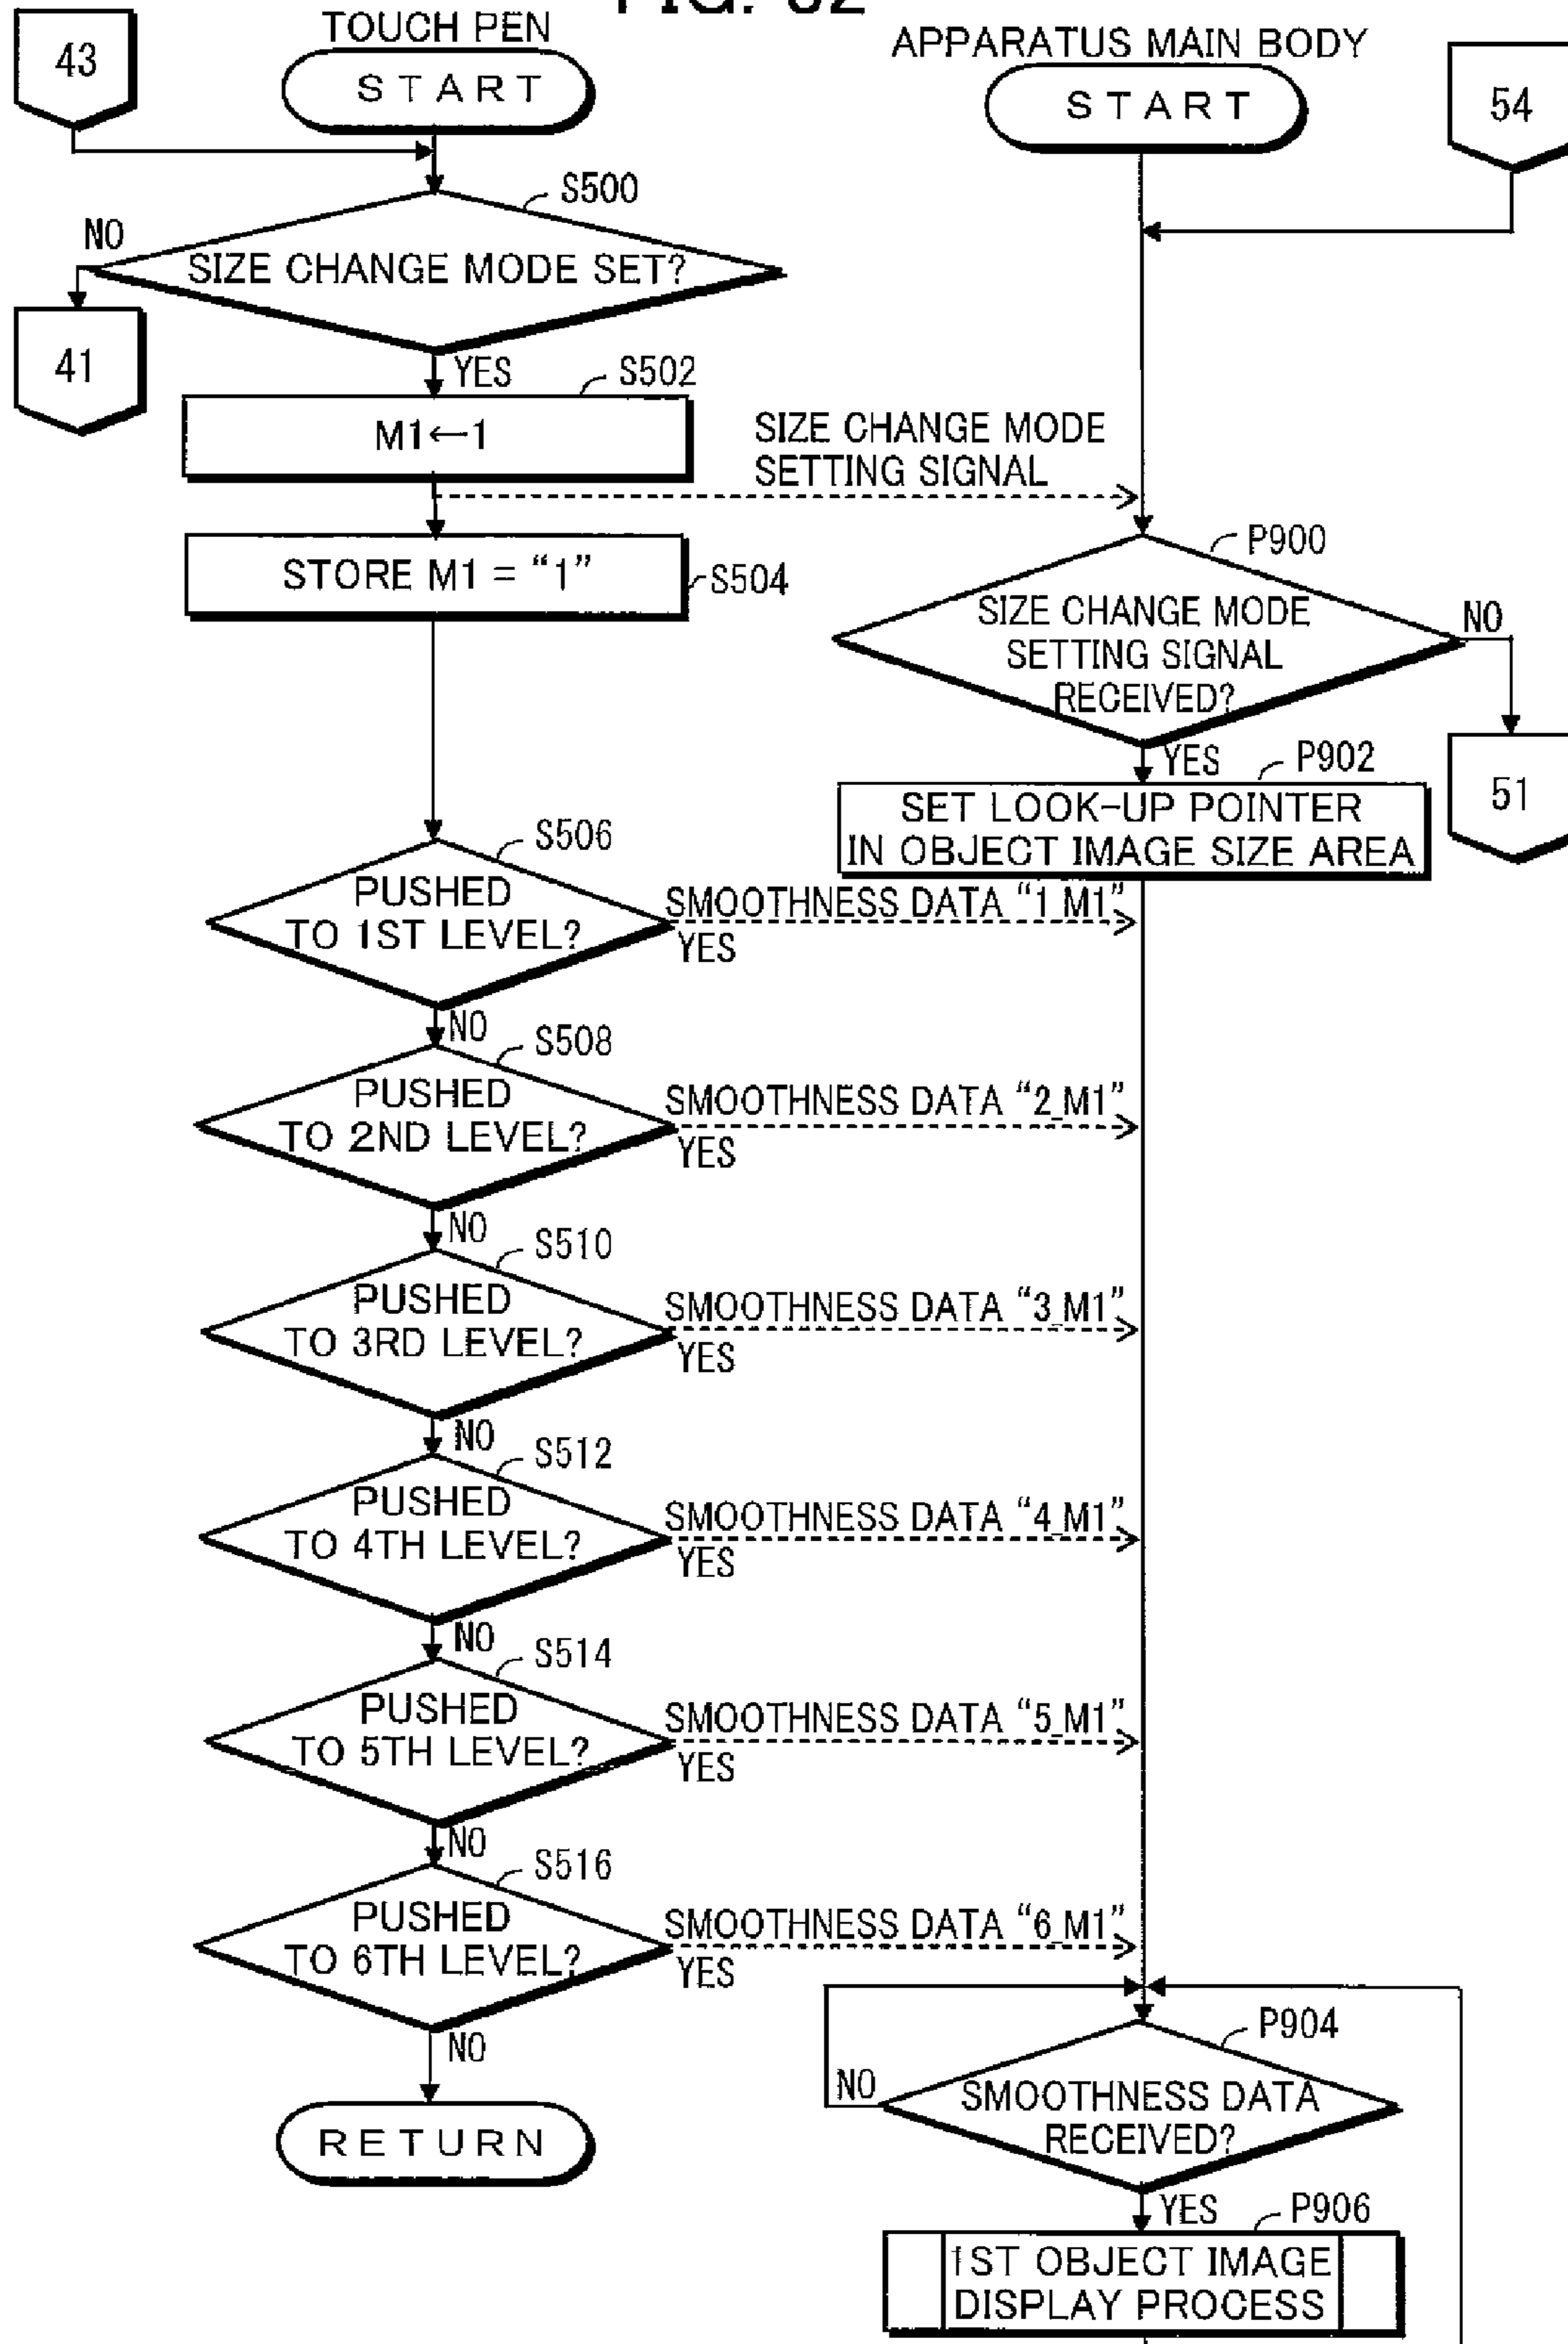 43
TOUCH PEN
START
APPARATUS MAIN BODY
START
54
S500
NO
SIZE CHANGE MODE SET?
41
YES
S502
M1←1
SIZE CHANGE MODE
SETTING SIGNAL
STORE M1 = “1”
S504
P900
SIZE CHANGE MODE
SETTING SIGNAL
RECEIVED?
NO
51
YES
P902
SET LOOK-UP POINTER
IN OBJECT IMAGE SIZE AREA
S506
PUSHED
TO 1ST LEVEL?
SMOOTHNESS DATA “1_M1”
YES
NO
S508
PUSHED
TO 2ND LEVEL?
SMOOTHNESS DATA “2_M1”
YES
NO
S510
PUSHED
TO 3RD LEVEL?
SMOOTHNESS DATA “3_M1”
YES
NO
S512
PUSHED
TO 4TH LEVEL?
SMOOTHNESS DATA “4_M1”
YES
NO
S514
PUSHED
TO 5TH LEVEL?
SMOOTHNESS DATA “5_M1”
YES
NO
S516
PUSHED
TO 6TH LEVEL?
SMOOTHNESS DATA “6_M1”
YES
NO
RETURN
P904
NO
SMOOTHNESS DATA
RECEIVED?
YES
P906
1ST OBJECT IMAGE
DISPLAY PROCESS